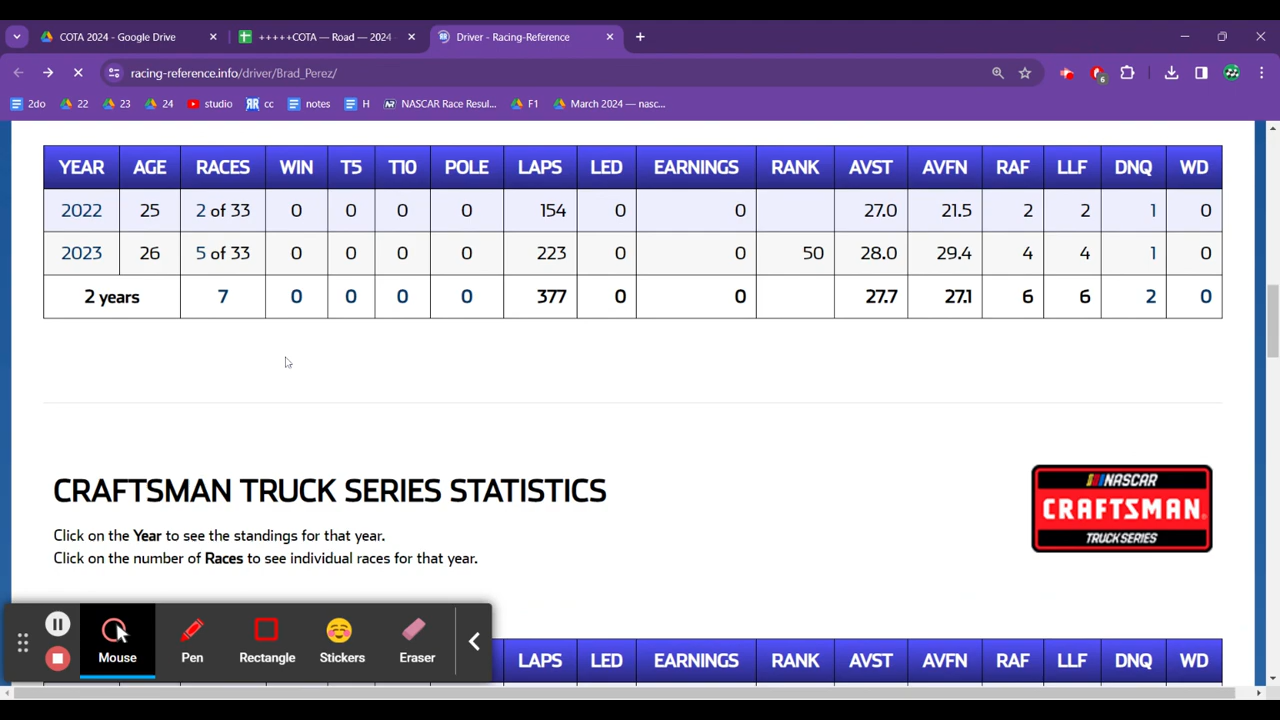 COTA 2024 - Google Drive
+++++COTA — Road — 2024
Driver - Racing-Reference
racing-reference.info/driver/Brad_Perez/
6
2do 22 23 24 studio RR cc notes H NASCAR Race Resul... F1 March 2024 — nasc...
YEAR AGE RACES WIN T5 T10 POLE LAPS LED EARNINGS RANK AVST AVFN RAF LLF DNQ WD
2022 25 2 of 33 0 0 0 0 154 0 0 27.0 21.5 2 2 1 0
2023 26 5 of 33 0 0 0 0 223 0 0 50 28.0 29.4 4 4 1 0
2 years 7 0 0 0 0 377 0 0 27.7 27.1 6 6 2 0
CRAFTSMAN TRUCK SERIES STATISTICS
NASCAR
CRAFTSMAN
TRUCK SERIES
Click on the Year to see the standings for that year.
Click on the number of Races to see individual races for that year.
Mouse Pen Rectangle Stickers Eraser
LAPS LED EARNINGS RANK AVST AVFN RAF LLF DNQ WD